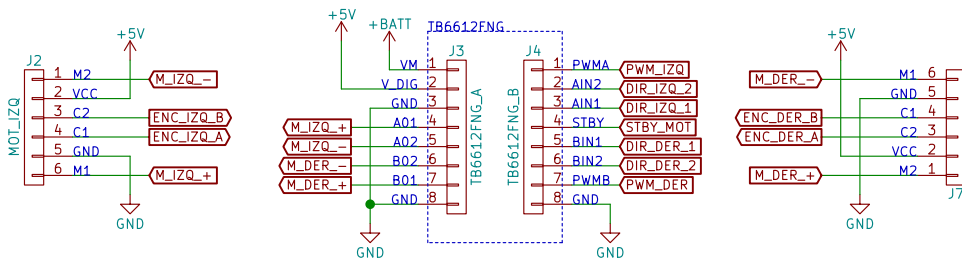 J2
MOT_IZQ
+5V
1 M2 M_IZQ_-
2 VCC
3 C2 ENC_IZQ_B
4 C1 ENC_IZQ_A
5 GND
6 M1 M_IZQ_+
GND
+5V
+BATT
TB6612FNG
J3
TB6612FNG_A
VM 1
V_DIG 2
GND 3
M_IZQ_+ A01 4
M_IZQ_- A02 5
M_DER_- B02 6
M_DER_+ B01 7
GND 8
GND
J4
TB6612FNG_B
1 PWMA PWM_IZQ
2 AIN2 DIR_IZQ_2
3 AIN1 DIR_IZQ_1
4 STBY STBY_MOT
5 BIN1 DIR_DER_1
6 BIN2 DIR_DER_2
7 PWMB PWM_DER
8 GND
GND
+5V
M_DER_- M1 6
GND 5
ENC_DER_B C1 4
ENC_DER_A C2 3
VCC 2
M_DER_+ M2 1
J7
GND